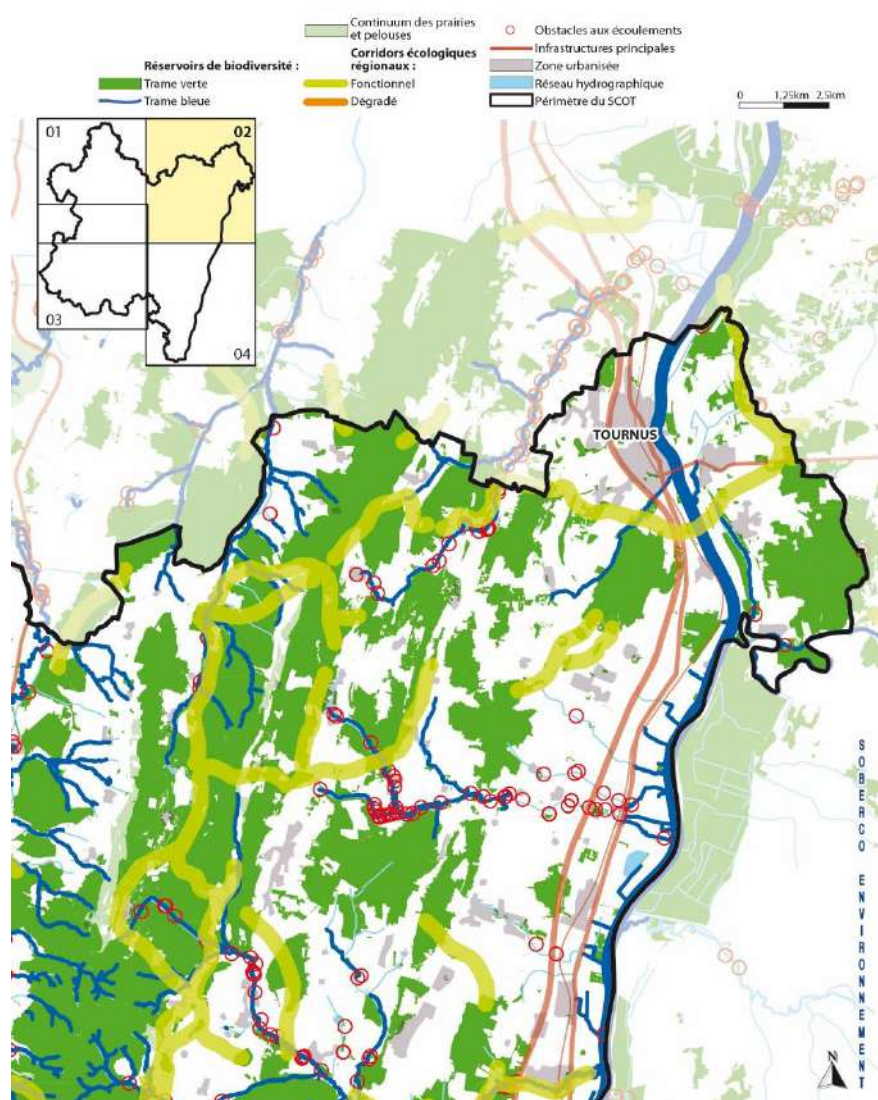 Continuum des prairies
et pelouses
Réservoirs de biodiversité :
Trame verte
Trame bleue
Corridors écologiques
régionaux :
Fonctionnel
Dégradé
Obstacles aux écoulements
Infrastructures principales
Zone urbanisée
Réseau hydrographique
Périmètre du SCOT
0 1,25km 2,5km
01 02
03
04
TOURNUS
SOBERCO ENVIRONNEMENT
N